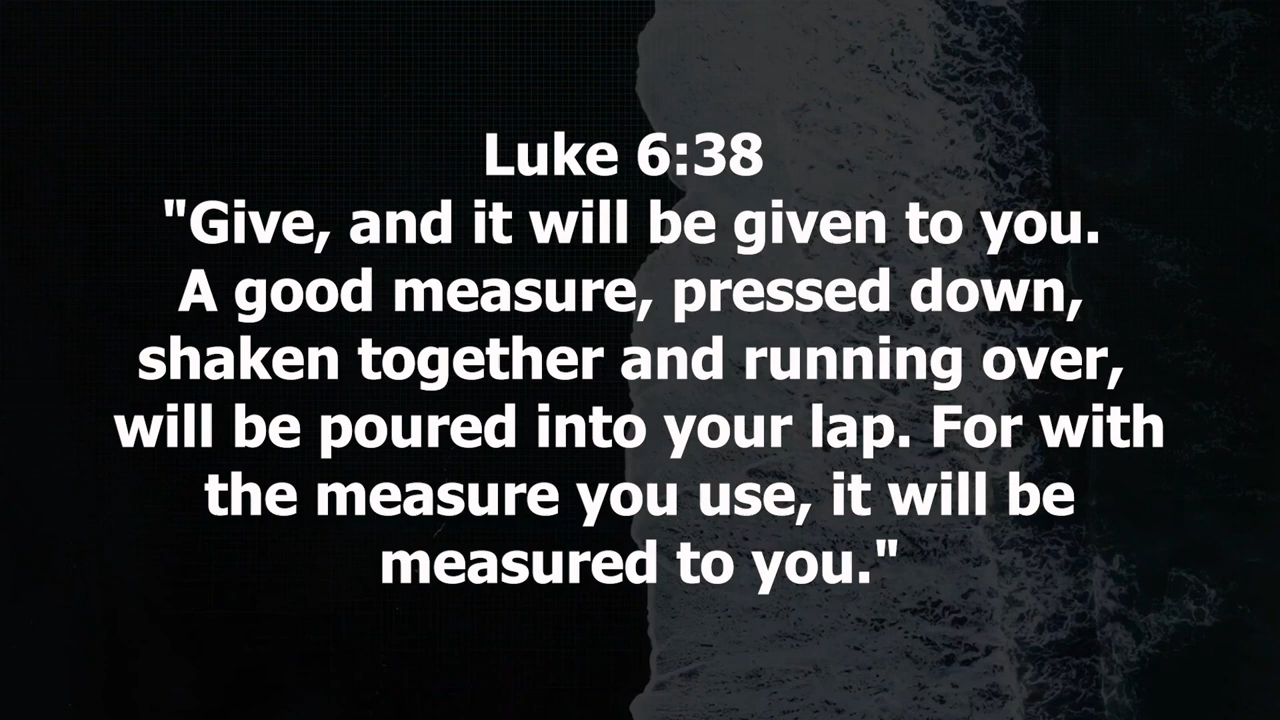 Luke 6:38
"Give, and it will be given to you.
A good measure, pressed down,
shaken together and running over,
will be poured into your lap. For with
the measure you use, it will be
measured to you."